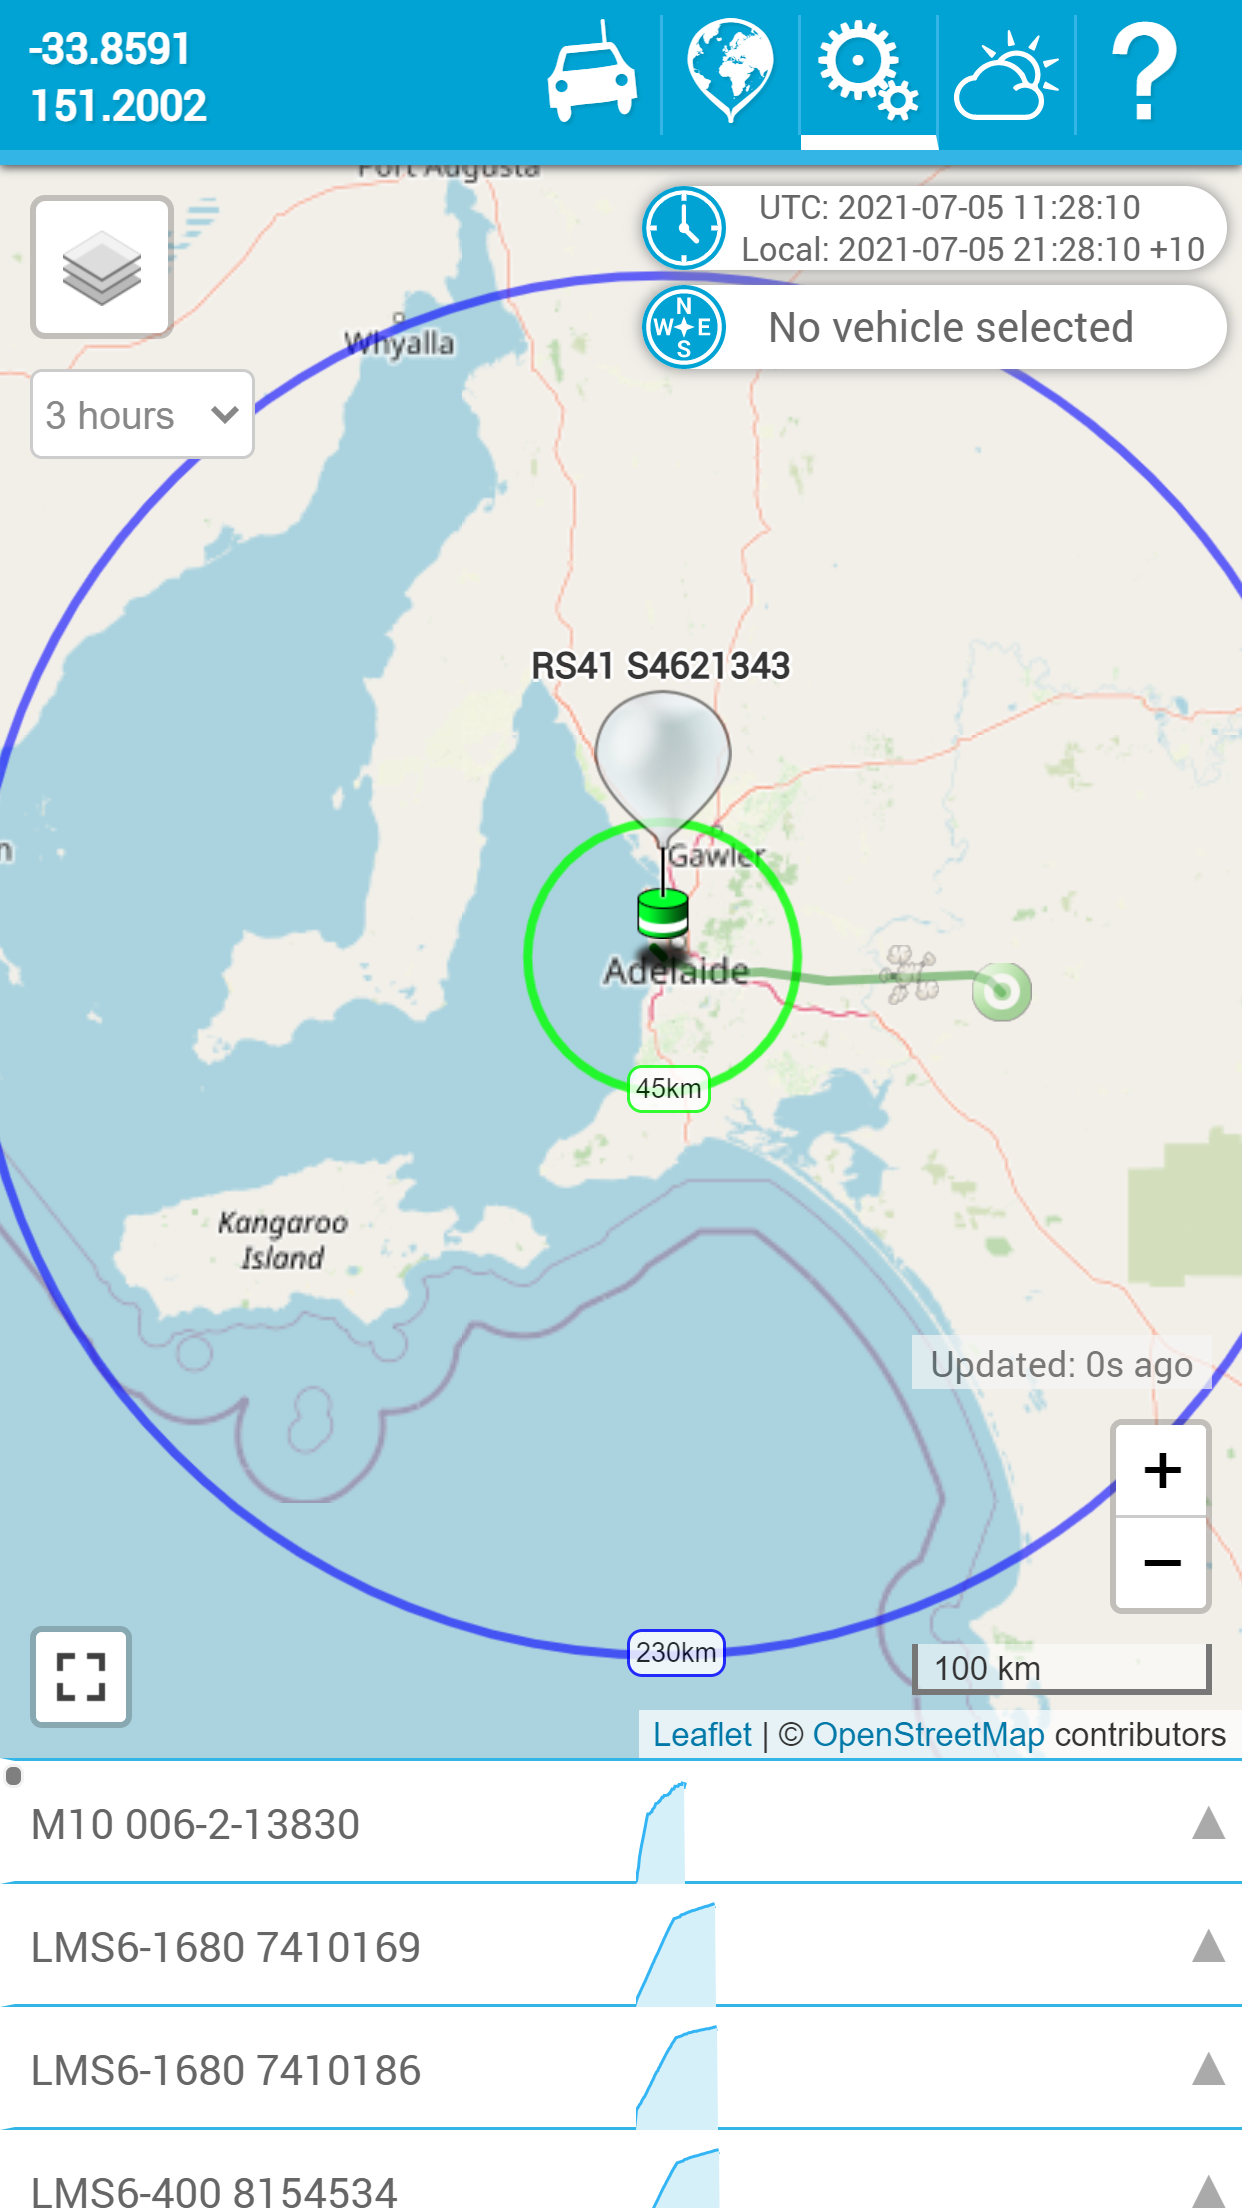 -33.8591
151.2002
Port Augusta
UTC: 2021-07-05 11:28:10
Local: 2021-07-05 21:28:10 +10
N
W E
S
No vehicle selected
Whyalla
3 hours
RS41 S4621343
Gawler
n
Adelaide
45km
Kangaroo
Island
Updated: 0s ago
+
−
230km
100 km
Leaflet | © OpenStreetMap contributors
M10 006-2-13830
LMS6-1680 7410169
LMS6-1680 7410186
LMS6-400 8154534